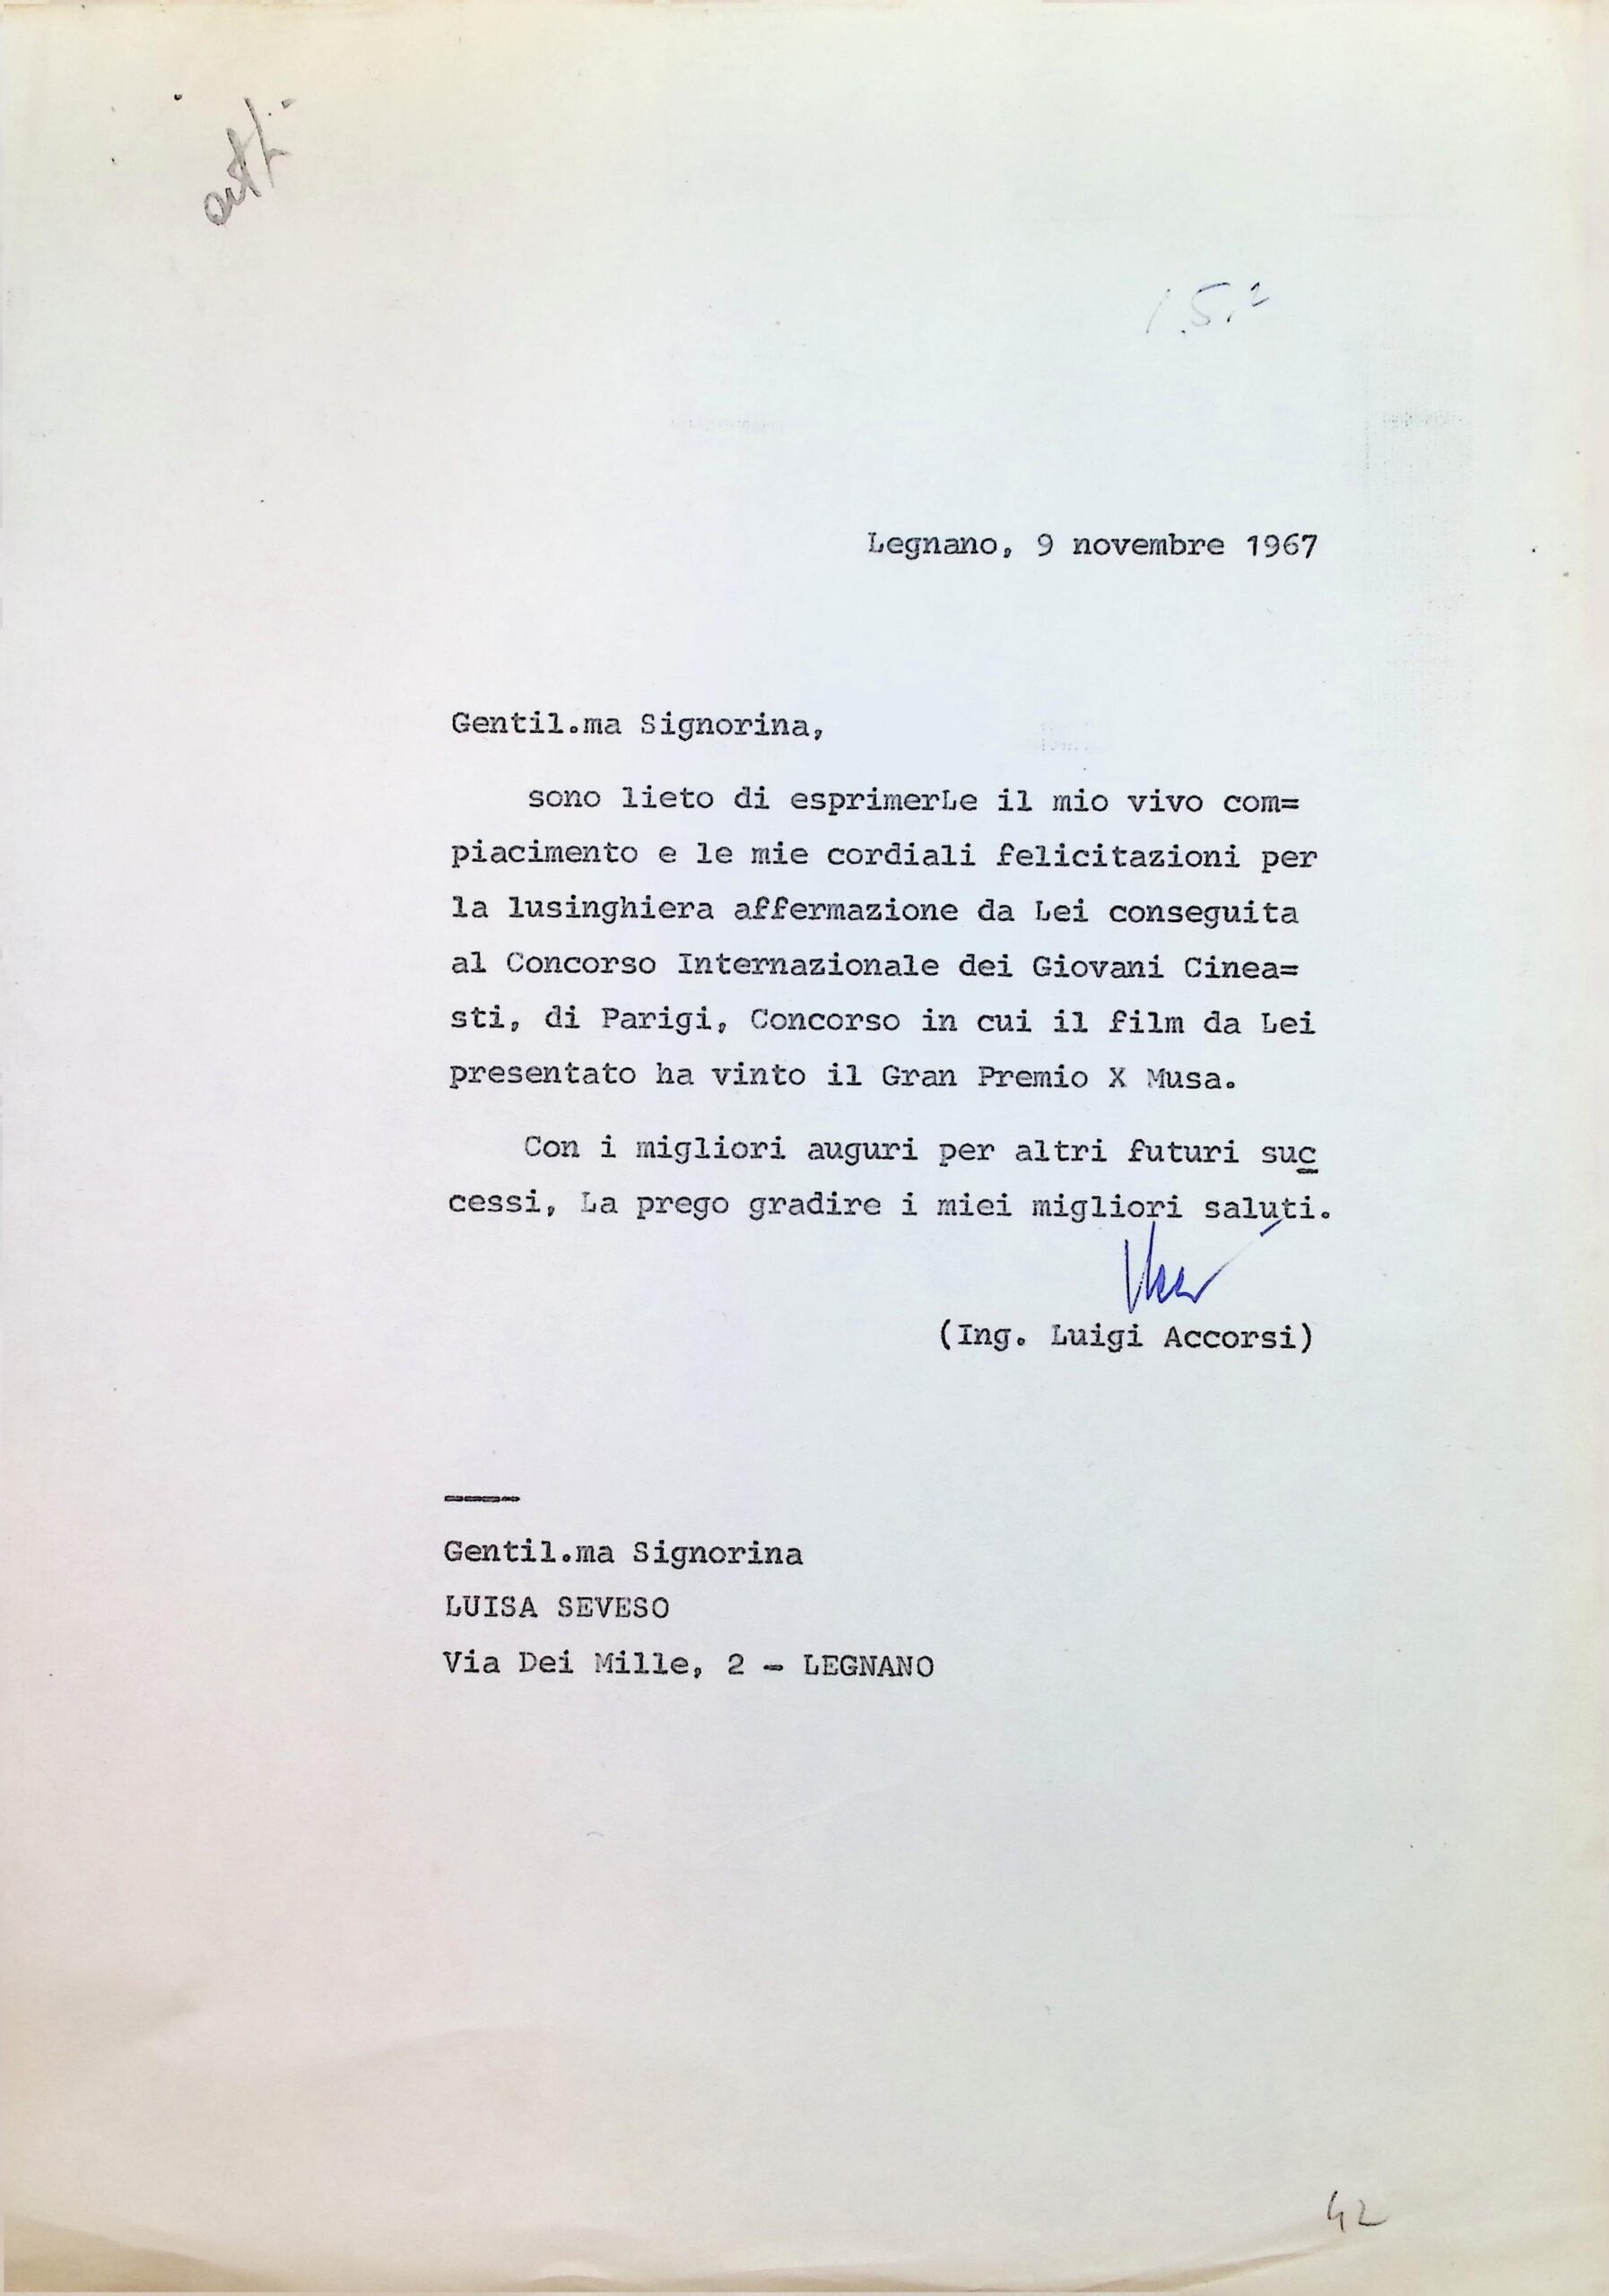 Legnano, 9 novembre 1967
Gentil.ma Signorina,
sono lieto di esprimerLe il mio vivo com=
piacimento e le mie cordiali felicitazioni per
la lusinghiera affermazione da Lei conseguita
al Concorso Internazionale dei Giovani Cinea=
sti, di Parigi, Concorso in cui il film da Lei
presentato ha vinto il Gran Premio X Musa.
Con i migliori auguri per altri futuri suc
cessi, La prego gradire i miei migliori saluti.
(Ing. Luigi Accorsi)
Gentil.ma Signorina
LUISA SEVESO
Via Dei Mille, 2 - LEGNANO
42